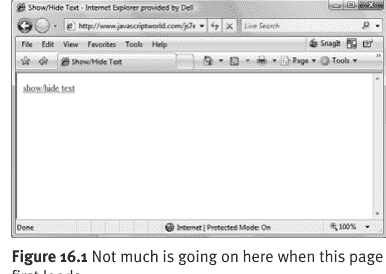 Show/Hide Text - Internet Explorer provided by Dell
http://www.javascriptworld.com/js7e
Live Search
File Edit View Favorites Tools Help
Snagit
Show/Hide Text
Page Tools
show/hide text
Done
Internet | Protected Mode: On
100%
Figure 16.1 Not much is going on here when this page
first loads